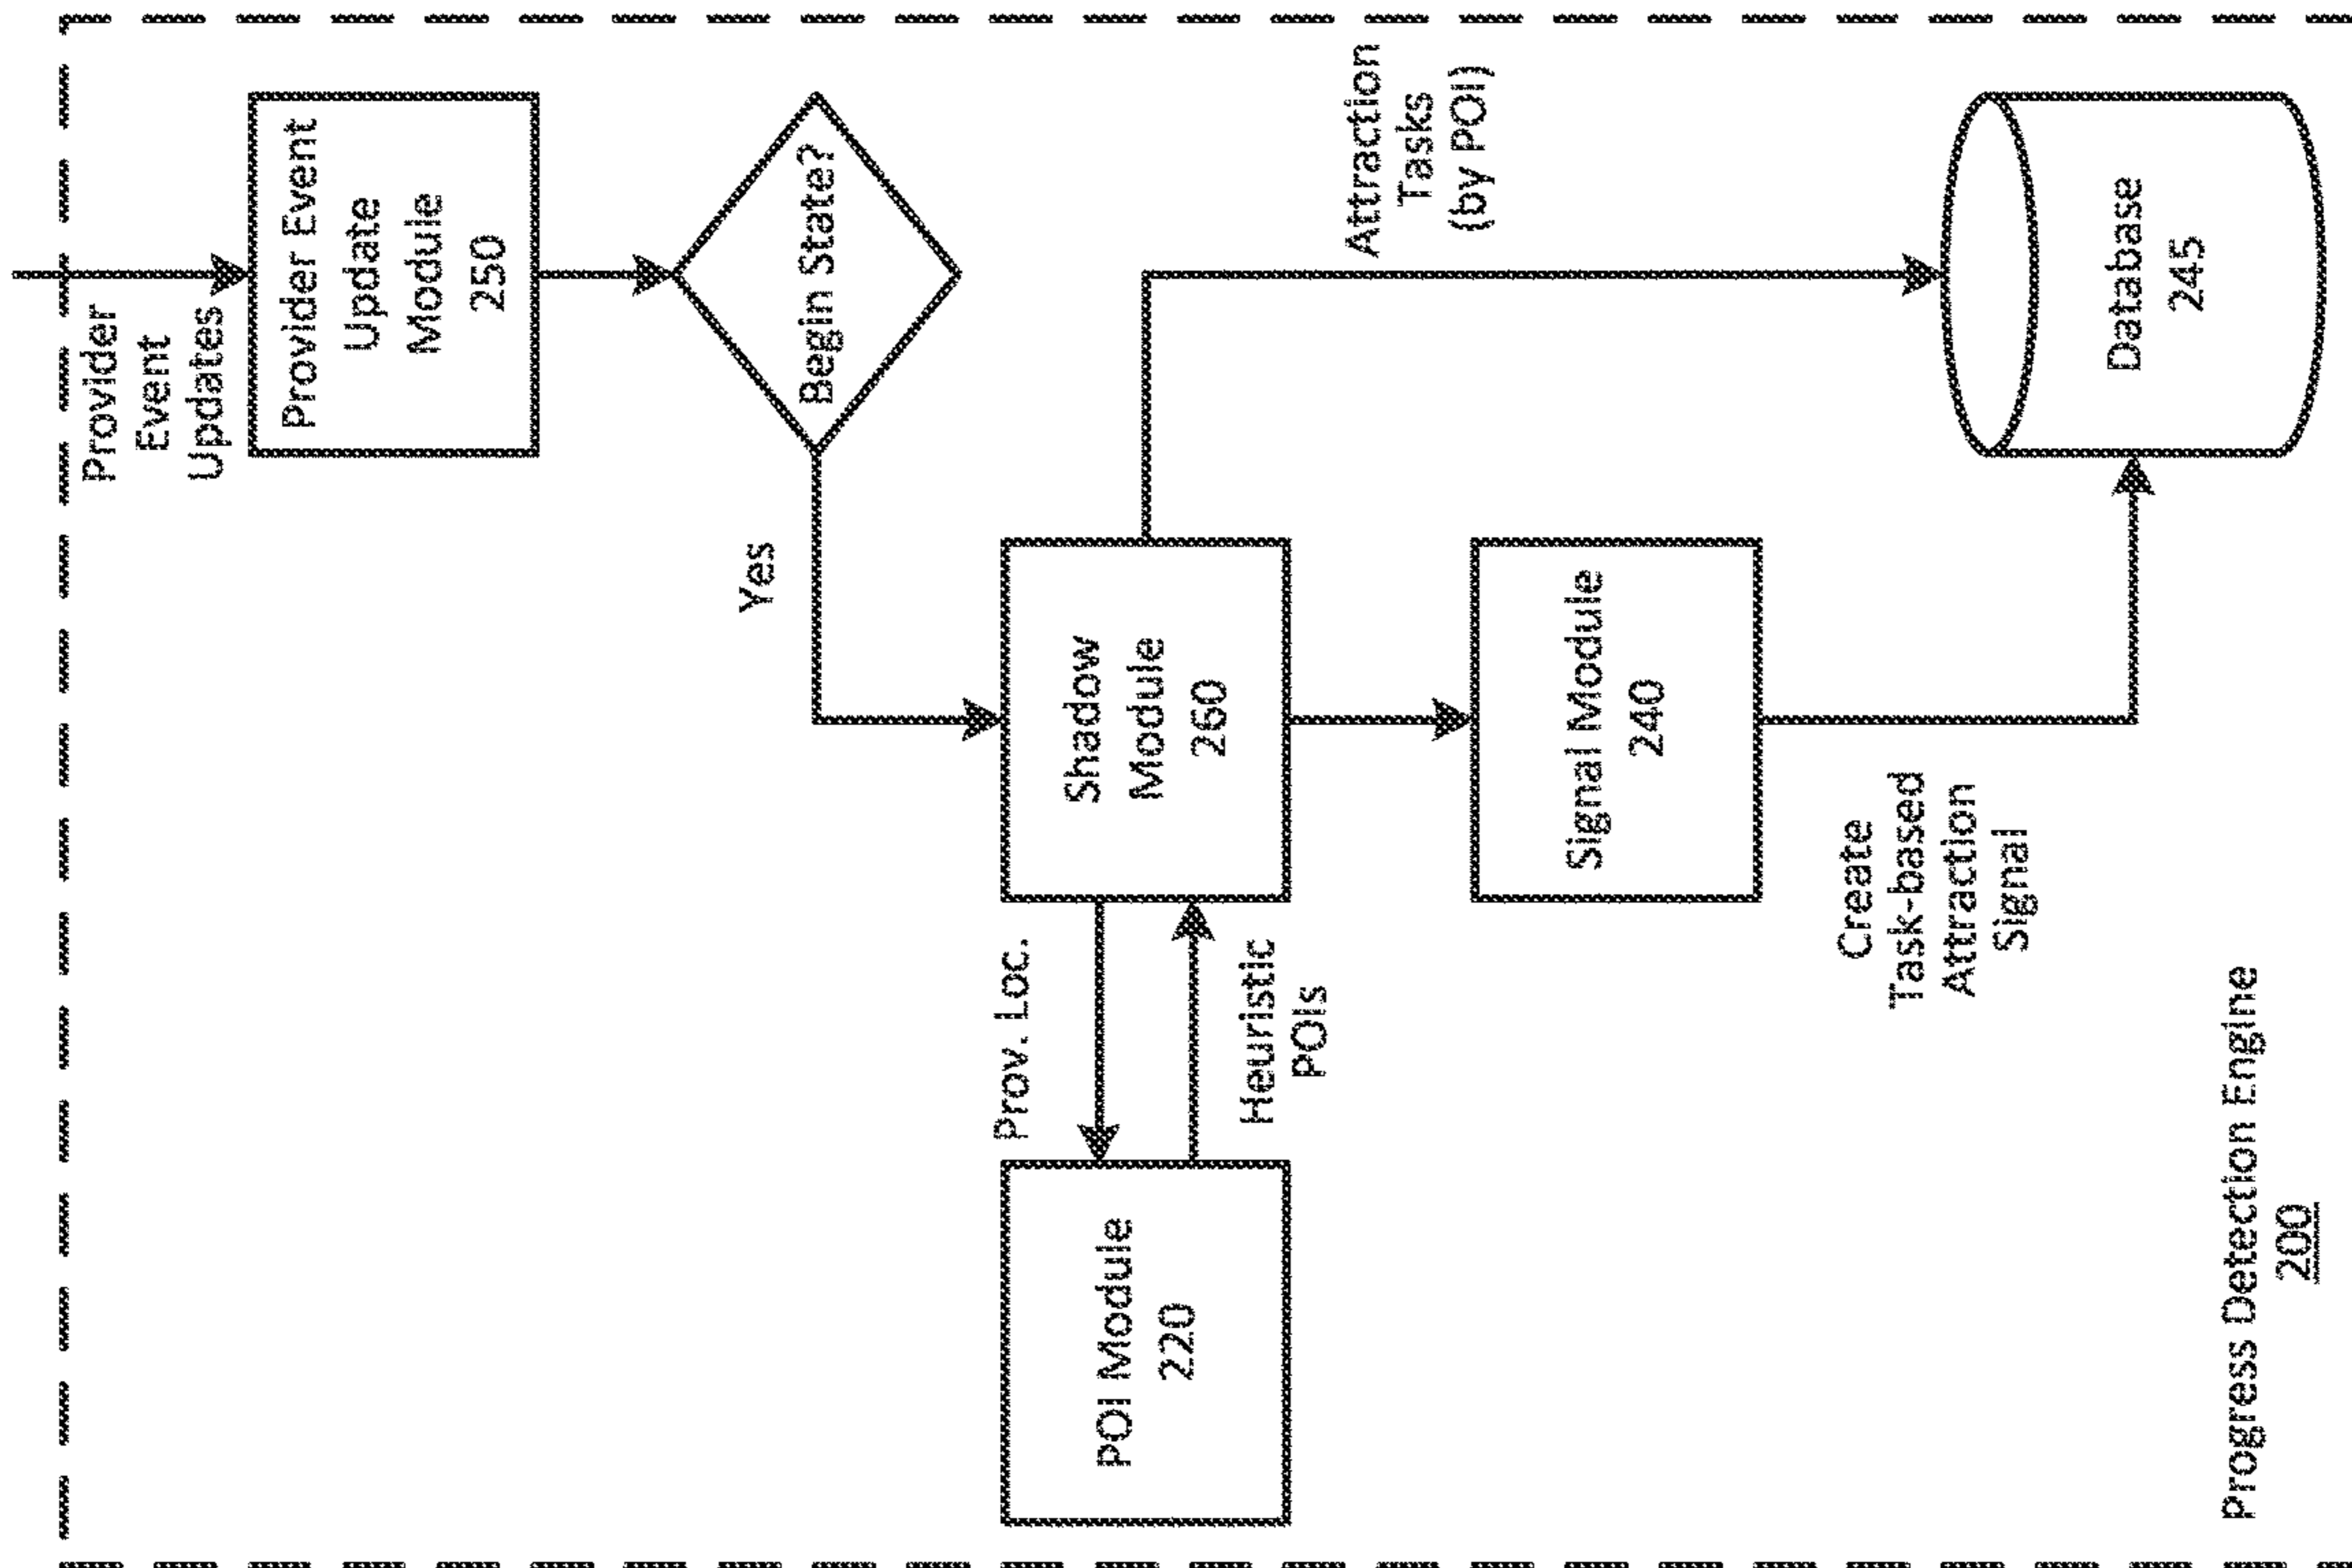 Provider
Event
Updates
Provider Event
Update
Module
250
Begin State?
Yes
Shadow
Module
260
Prov. Loc.
Heuristic
POIs
POI Module
220
Attraction
Tasks
(by POI)
Signal Module
240
Create
Task-based
Attraction
Signal
Database
245
Progress Detection Engine
200